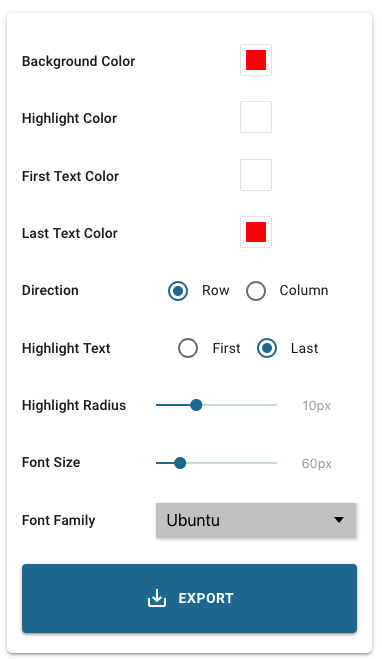 Background Color
Highlight Color
First Text Color
Last Text Color
Direction Row Column
Highlight Text First Last
Highlight Radius 10px
Font Size 60px
Font Family Ubuntu
EXPORT